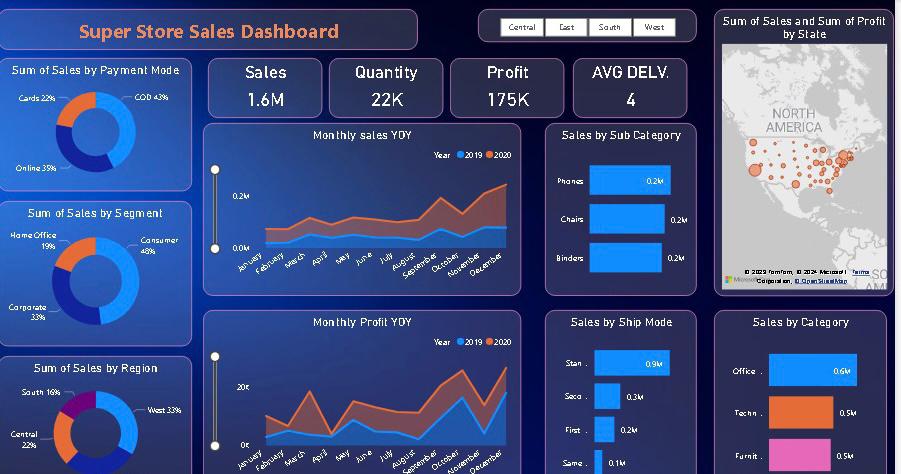 Super Store Sales Dashboard
Central East South West
Sum of Sales and Sum of Profit
by State
Sum of Sales by Payment Mode
Cards 22%
COD 43%
Online 35%
Sales
1.6M
Quantity
22K
Profit
175K
AVG DELV.
4
Monthly sales YOY
Year 2019 2020
0.2M
0.0M
January
February
March
April
May
June
July
August
September
October
November
December
Sales by Sub Category
Phones 0.2M
Chairs 0.2M
Binders 0.2M
NORTH
AMERICA
SO
AM
© 2023 TomTom, © 2024 Microsoft
Corporation, © OpenStreetMap
Terms
Microsoft
Sum of Sales by Segment
Home Office
19%
Consumer
48%
Corporate
33%
Monthly Profit YOY
Year 2019 2020
20K
0K
January
February
March
April
May
June
July
August
September
October
November
December
Sales by Ship Mode
Stan... 0.9M
Seco... 0.3M
First ... 0.2M
Same... 0.1M
Sales by Category
Office ... 0.6M
Techn... 0.5M
Furnit... 0.5M
Sum of Sales by Region
South 16%
West 33%
Central
22%